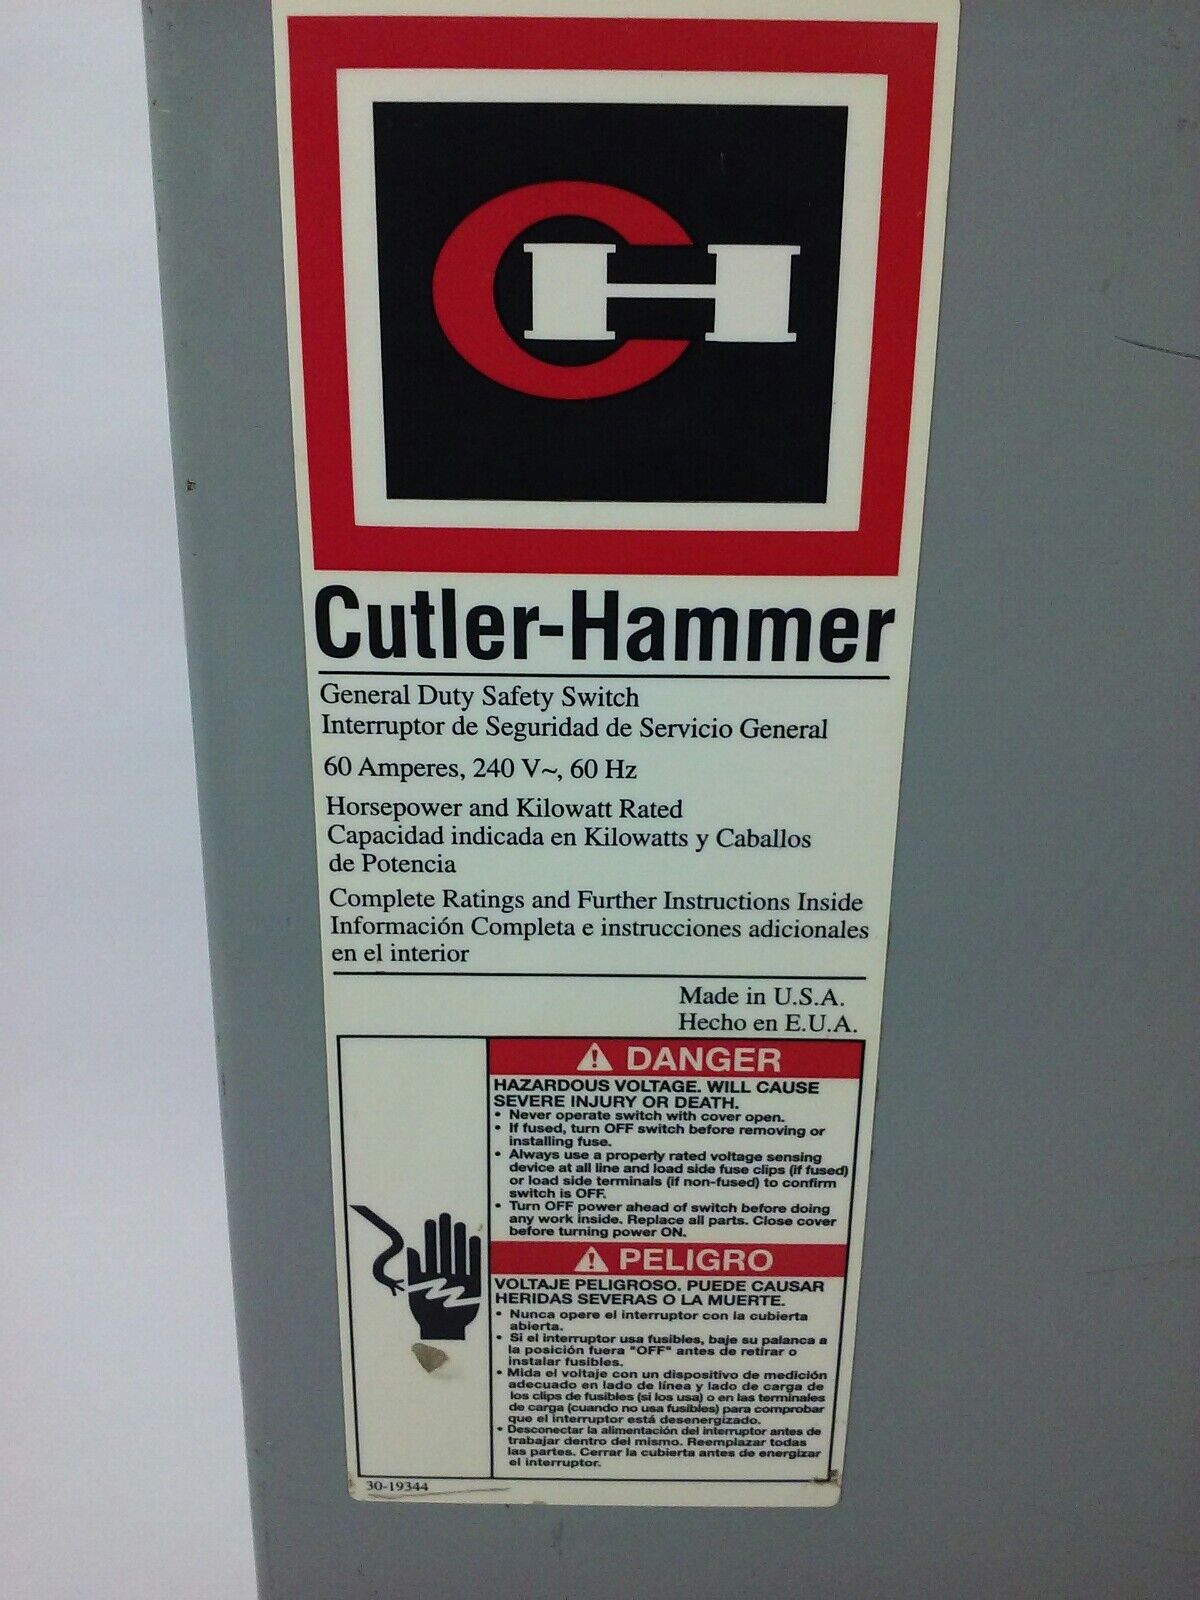 CH
Cutler-Hammer
General Duty Safety Switch
Interruptor de Seguridad de Servicio General
60 Amperes, 240 V~, 60 Hz
Horsepower and Kilowatt Rated
Capacidad indicada en Kilowatts y Caballos
de Potencia
Complete Ratings and Further Instructions Inside
Información Completa e instrucciones adicionales
en el interior
Made in U.S.A.
Hecho en E.U.A.
⚠ DANGER
HAZARDOUS VOLTAGE. WILL CAUSE
SEVERE INJURY OR DEATH.
• Never operate switch with cover open.
• If fused, turn OFF switch before removing or
installing fuse.
• Always use a properly rated voltage sensing
device at all line and load side fuse clips (if fused)
or load side terminals (if non-fused) to confirm
switch is OFF.
• Turn OFF power ahead of switch before doing
any work inside. Replace all parts. Close cover
before turning power ON.
⚠ PELIGRO
VOLTAJE PELIGROSO. PUEDE CAUSAR
HERIDAS SEVERAS O LA MUERTE.
• Nunca opere el interruptor con la cubierta
abierta.
• Si el interruptor usa fusibles, baje su palanca a
la posición fuera "OFF" antes de retirar o
instalar fusibles.
• Mida el voltaje con un dispositivo de medición
adecuado en lado de línea y lado de carga de
los clips de fusibles (si los usa) o en las terminales
de carga (cuando no usa fusibles) para comprobar
que el interruptor está desenergizado.
• Desconectar la alimentación del interruptor antes de
trabajar dentro del mismo. Reemplazar todas
las partes. Cerrar la cubierta antes de energizar
el interruptor.
30-19344